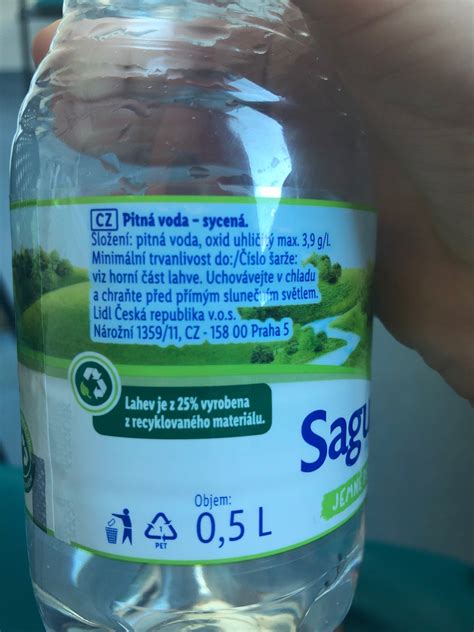 CZ Pitná voda – sycená.
Složení: pitná voda, oxid uhličitý max. 3,9 g/l.
Minimální trvanlivost do:/Číslo šarže:
viz horní část lahve. Uchovávejte v chladu
a chraňte před přímým slunečním světlem.
Lidl Česká republika v.o.s.
Nárožní 1359/11, CZ - 158 00 Praha 5
Lahev je z 25% vyrobena
z recyklovaného materiálu.
Sagu
JEMNĚ
Objem:
0,5 L
1
PET